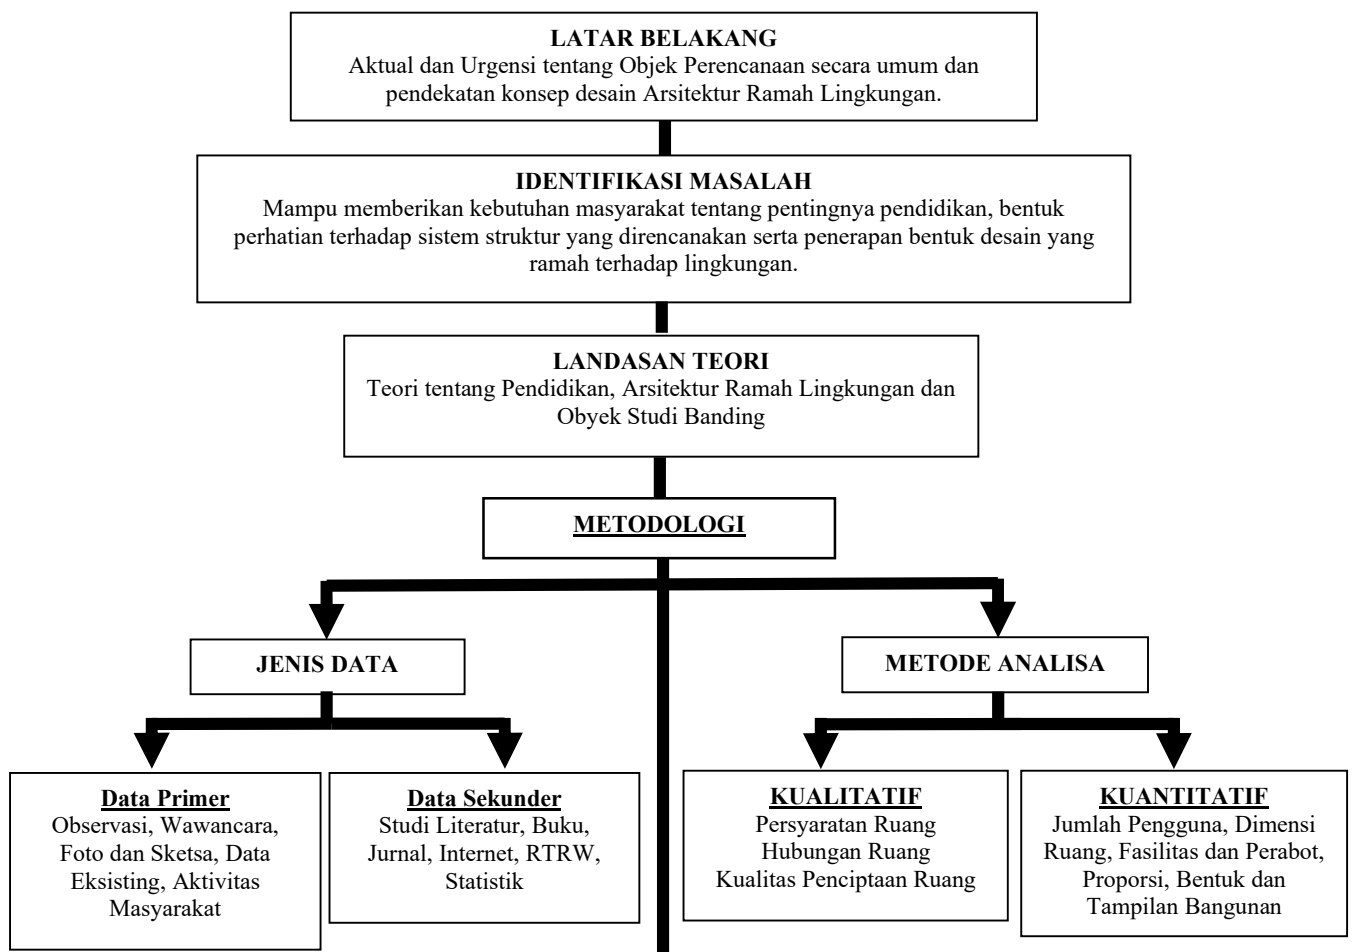 LATAR BELAKANG
Aktual dan Urgensi tentang Objek Perencanaan secara umum dan
pendekatan konsep desain Arsitektur Ramah Lingkungan.
IDENTIFIKASI MASALAH
Mampu memberikan kebutuhan masyarakat tentang pentingnya pendidikan, bentuk
perhatian terhadap sistem struktur yang direncanakan serta penerapan bentuk desain yang
ramah terhadap lingkungan.
LANDASAN TEORI
Teori tentang Pendidikan, Arsitektur Ramah Lingkungan dan
Obyek Studi Banding
METODOLOGI
JENIS DATA
METODE ANALISA
Data Primer
Observasi, Wawancara,
Foto dan Sketsa, Data
Eksisting, Aktivitas
Masyarakat
Data Sekunder
Studi Literatur, Buku,
Jurnal, Internet, RTRW,
Statistik
KUALITATIF
Persyaratan Ruang
Hubungan Ruang
Kualitas Penciptaan Ruang
KUANTITATIF
Jumlah Pengguna, Dimensi
Ruang, Fasilitas dan Perabot,
Proporsi, Bentuk dan
Tampilan Bangunan